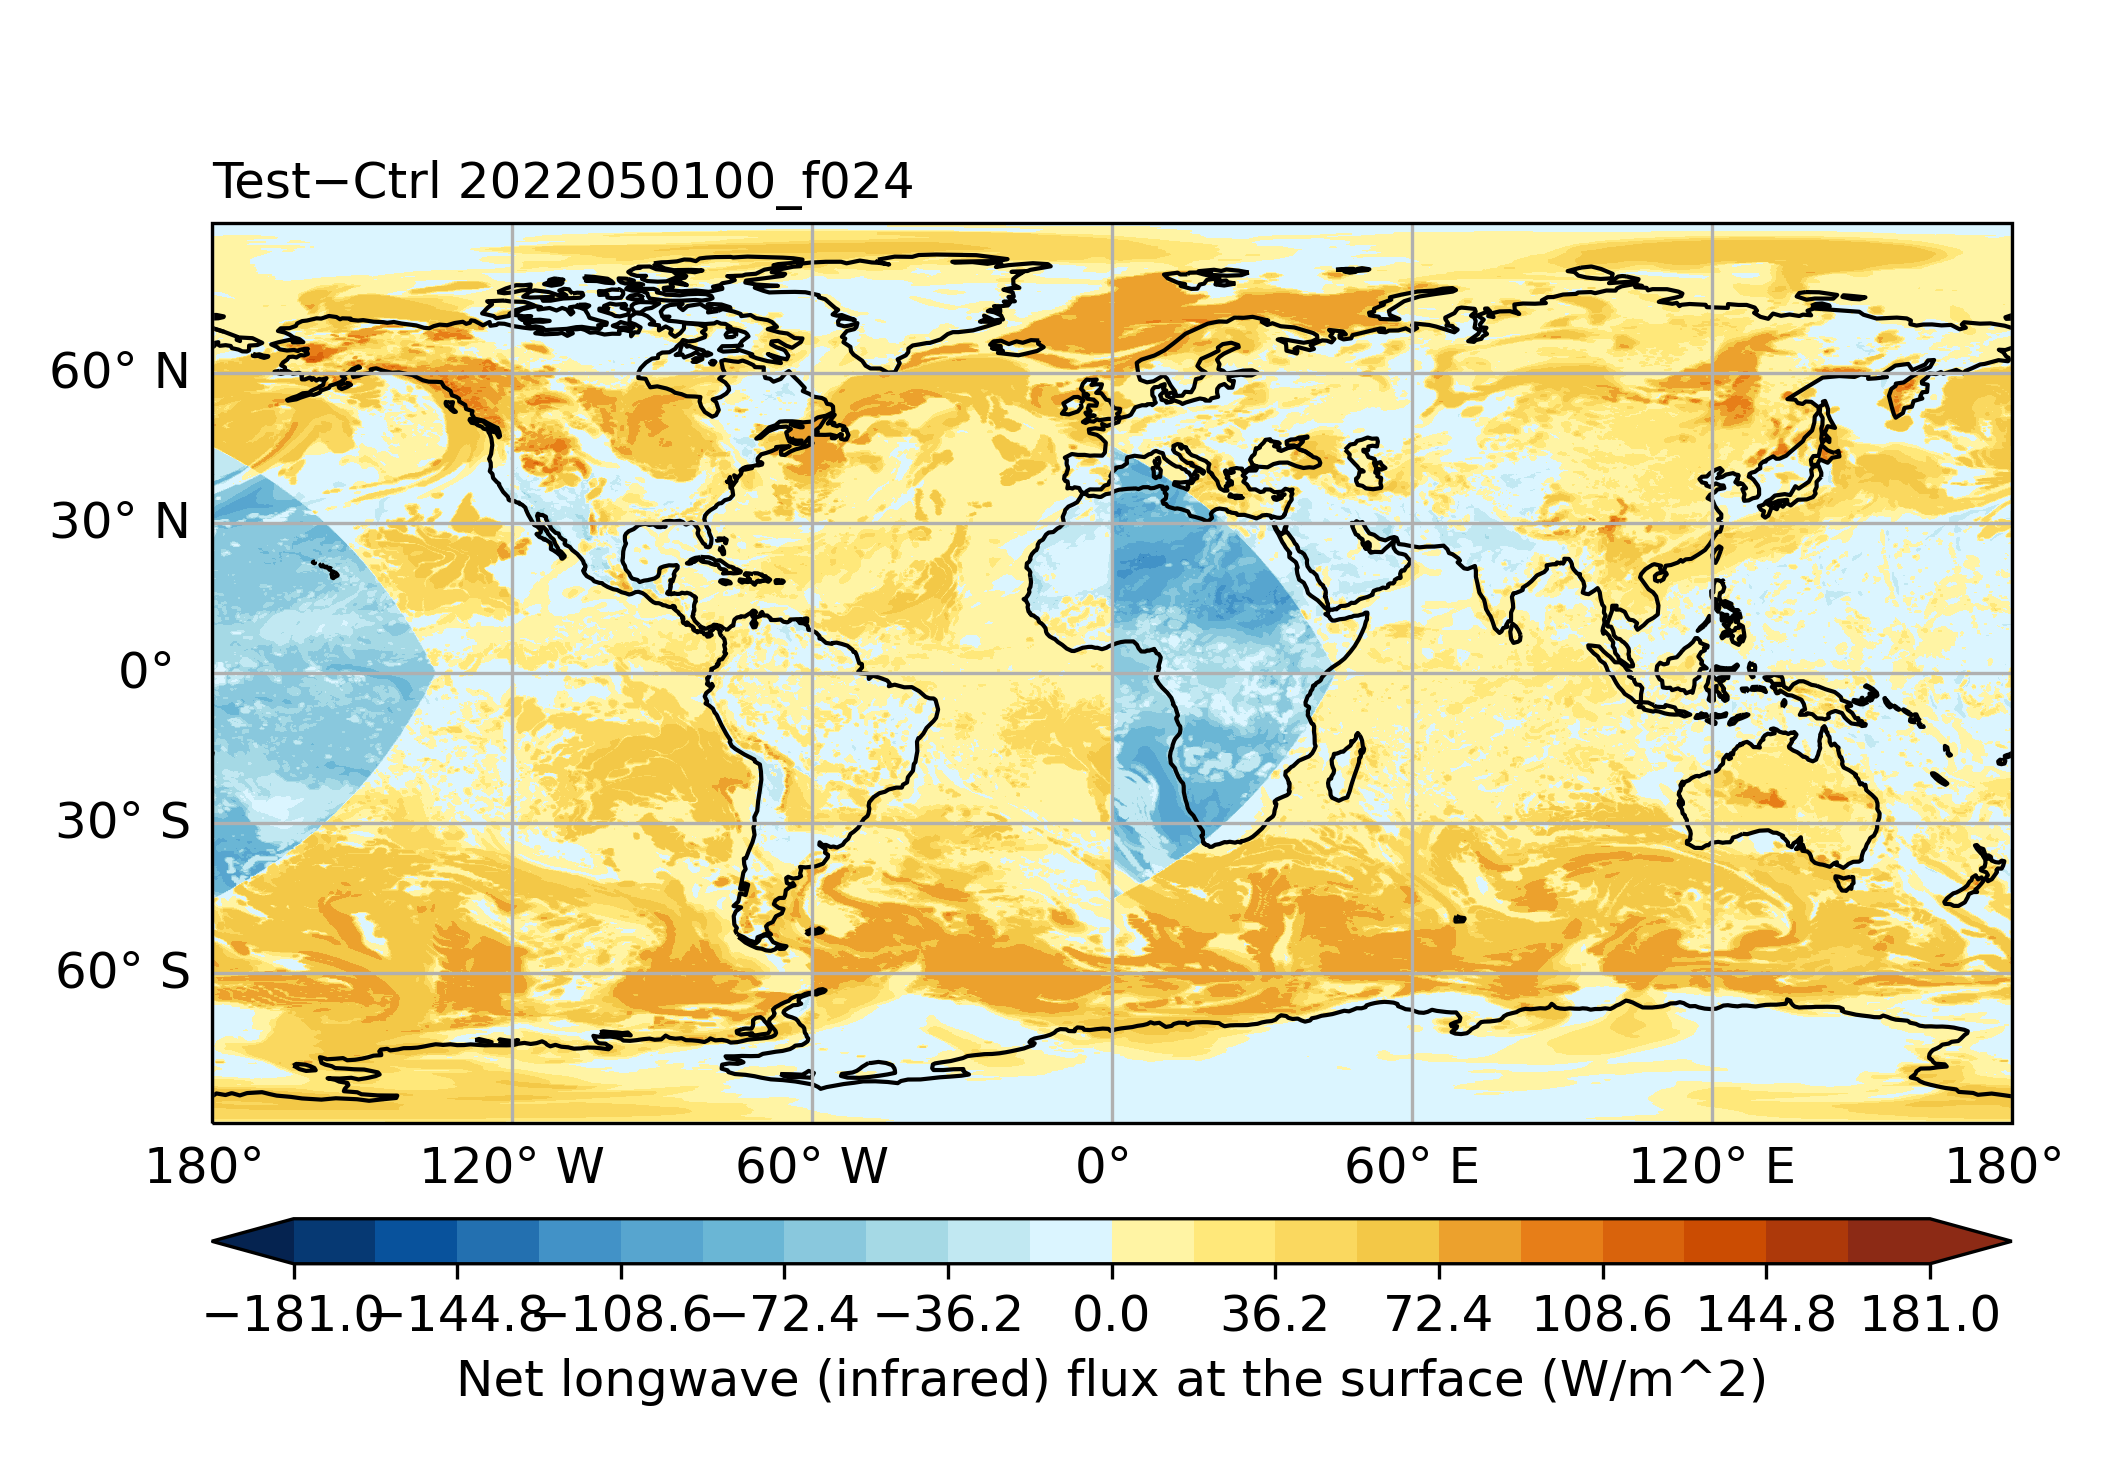 Test−Ctrl 2022050100_f024
60° N
30° N
0°
30° S
60° S
180° 120° W 60° W 0° 60° E 120° E 180°
−181.0 −144.8 −108.6 −72.4 −36.2 0.0 36.2 72.4 108.6 144.8 181.0
Net longwave (infrared) flux at the surface (W/m^2)